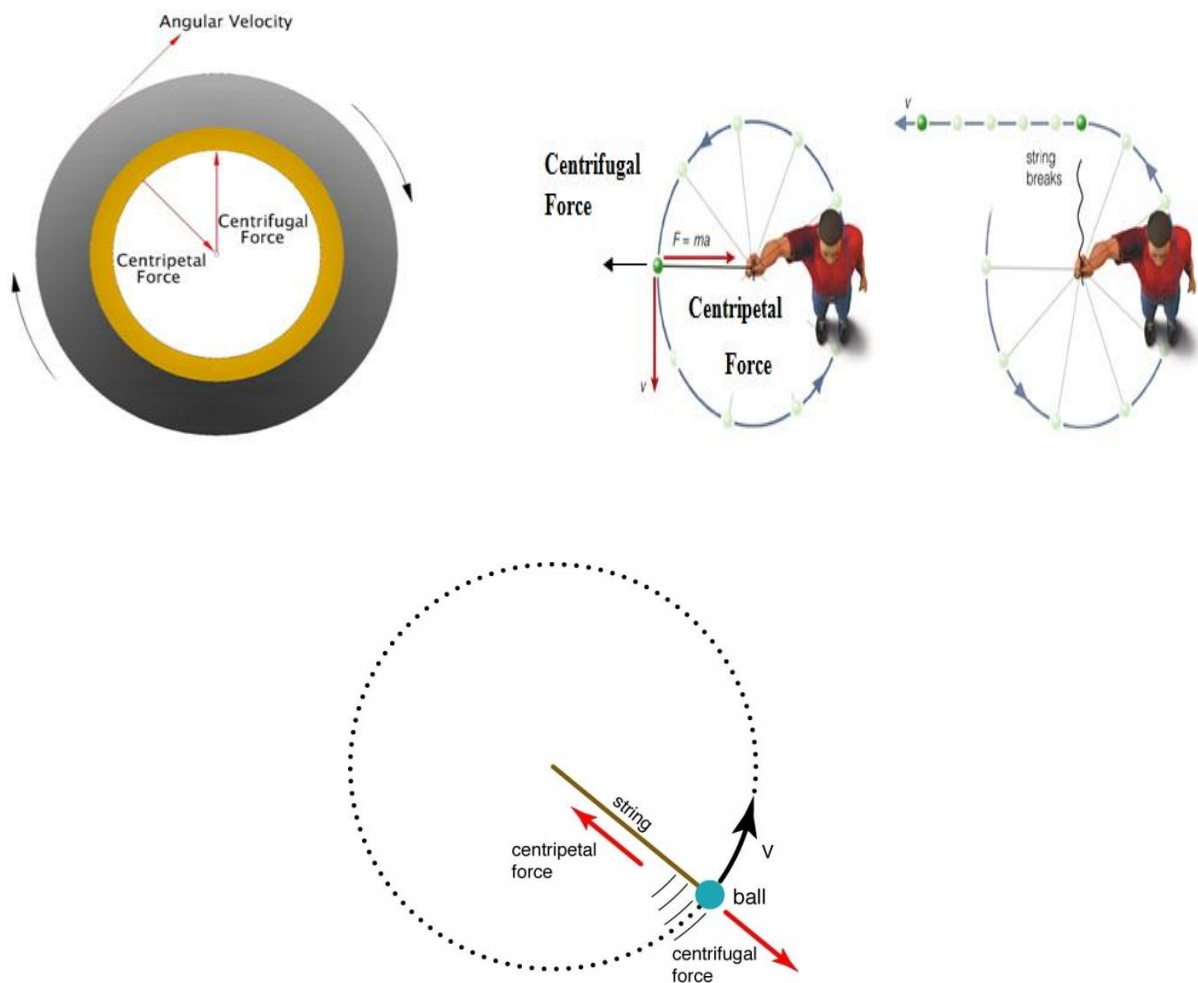 Angular Velocity
Centrifugal
Force
Centripetal
Force
Centrifugal
Force
F = ma
Centripetal
Force
v
v
string
breaks
string
centripetal
force
V
ball
centrifugal
force